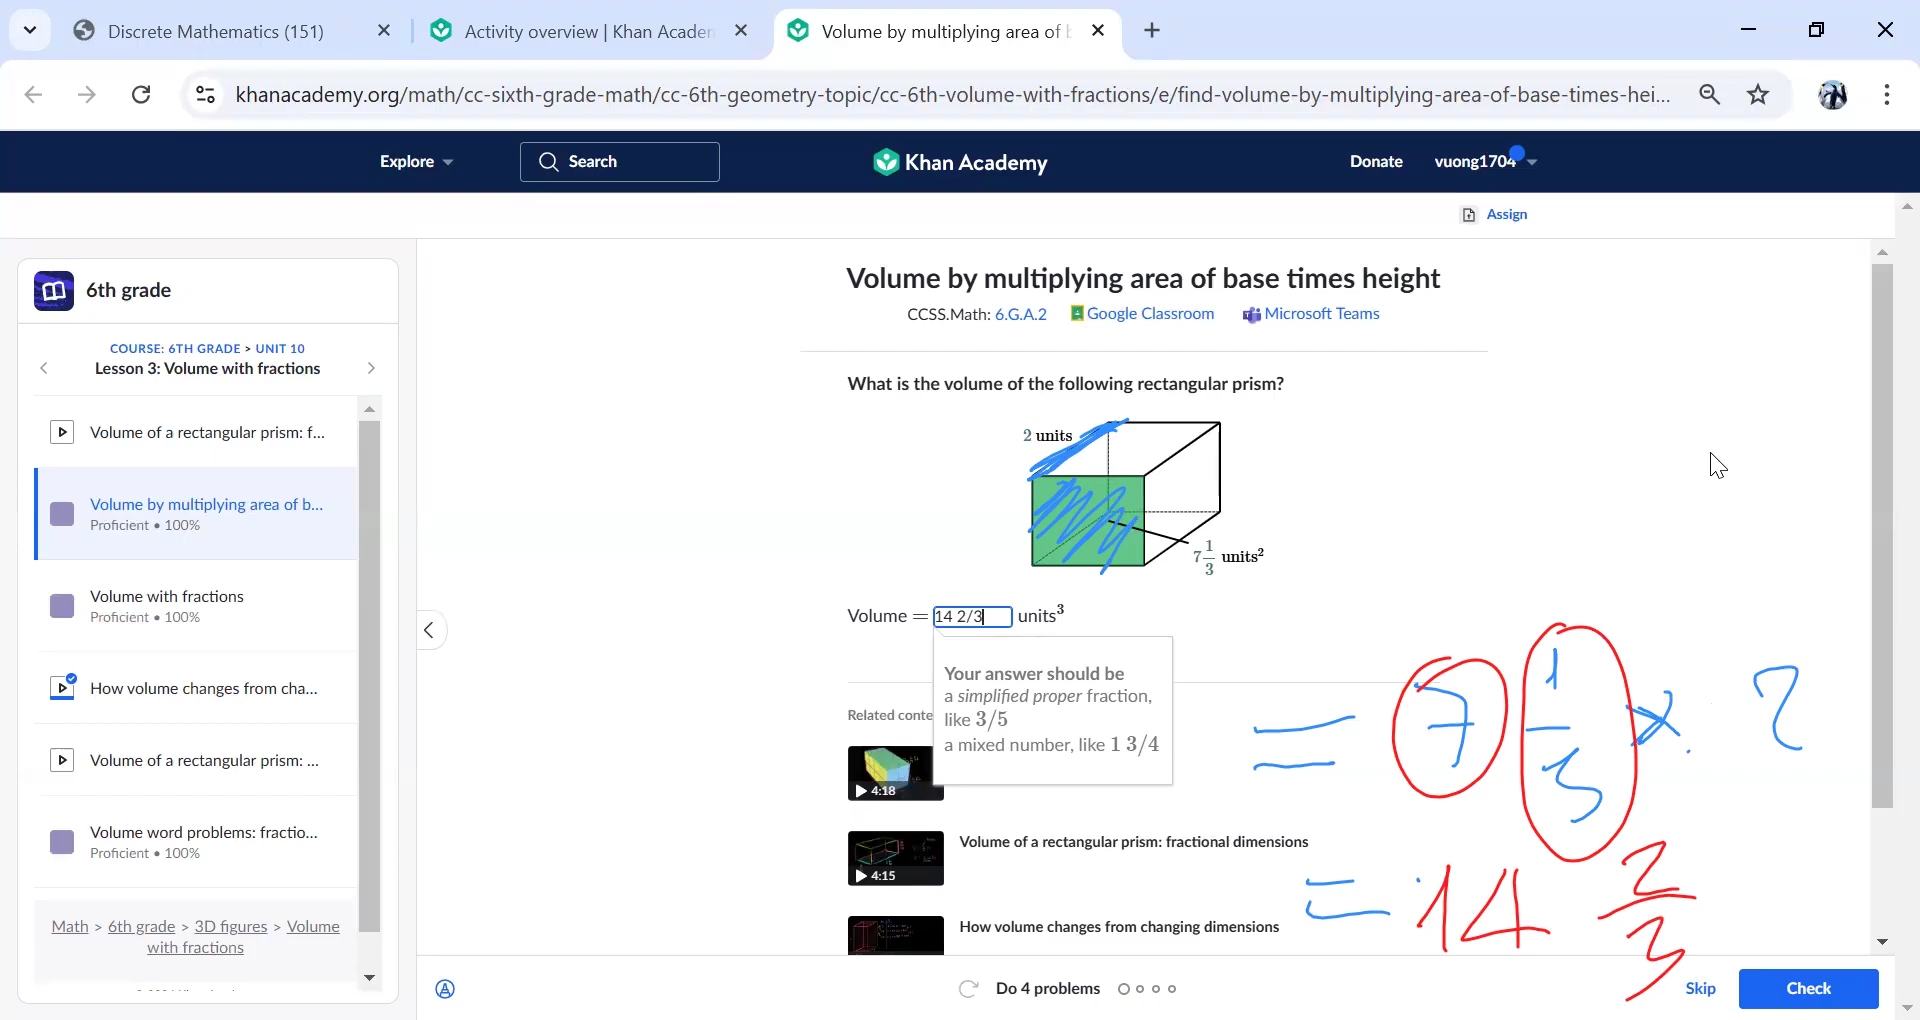 Discrete Mathematics (151)
Activity overview | Khan Academ
Volume by multiplying area of b
khanacademy.org/math/cc-sixth-grade-math/cc-6th-geometry-topic/cc-6th-volume-with-fractions/e/find-volume-by-multiplying-area-of-base-times-hei...
Explore
Search
Khan Academy
Donate
vuong1704
Assign
6th grade
COURSE: 6TH GRADE > UNIT 10
Lesson 3: Volume with fractions
Volume of a rectangular prism: f...
Volume by multiplying area of b...
Proficient • 100%
Volume with fractions
Proficient • 100%
How volume changes from cha...
Volume of a rectangular prism: ...
Volume word problems: fractio...
Proficient • 100%
Math > 6th grade > 3D figures > Volume
with fractions
Volume by multiplying area of base times height
CCSS.Math: 6.G.A.2
Google Classroom
Microsoft Teams
What is the volume of the following rectangular prism?
2 units
7 1/3 units²
Volume = 14 2/3 units³
Your answer should be
a simplified proper fraction,
like 3/5
a mixed number, like 1 3/4
Related conte
4:18
4:15
Volume of a rectangular prism: fractional dimensions
How volume changes from changing dimensions
= 7 1/3 × 2
= 14 2/3
Do 4 problems
Skip
Check